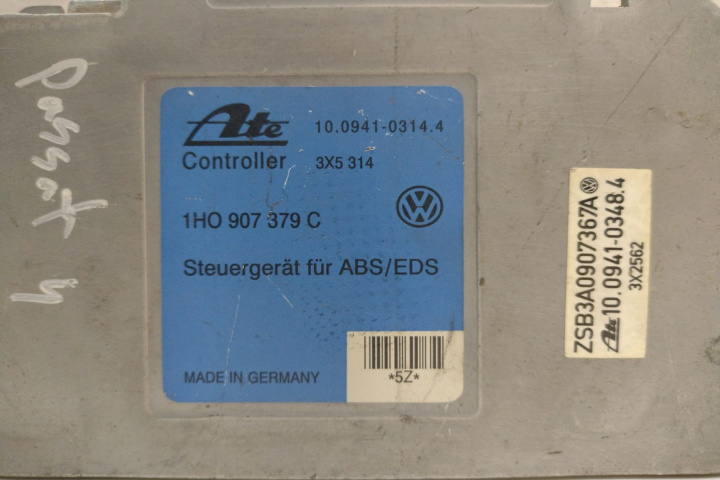 Passat 4
Ate 10.0941-0314.4
Controller 3X5 314
1HO 907 379 C
Steuergerät für ABS/EDS
MADE IN GERMANY
*5Z*
ZSB3A0907367A
Ate 10.0941-0348.4
3X2562